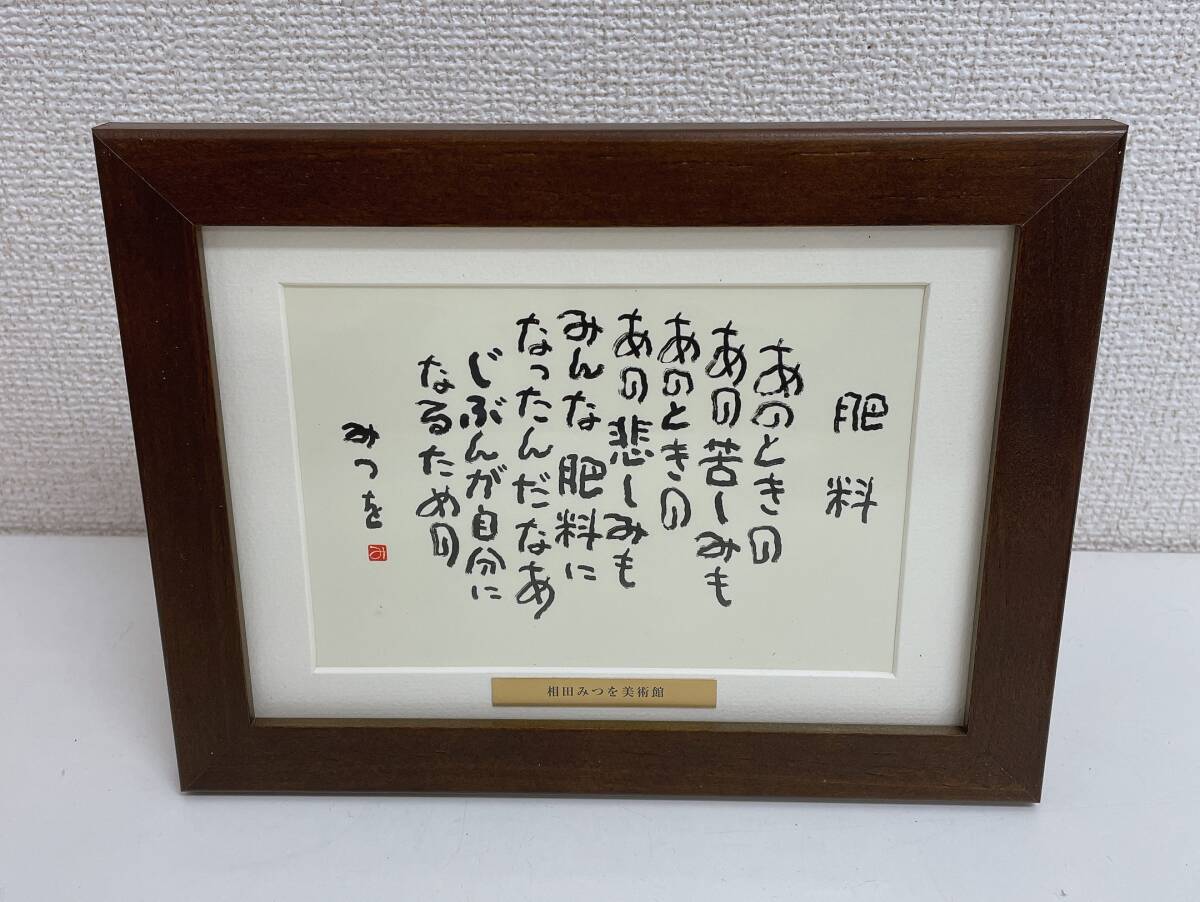 肥料
あのときの
あの苦しみも
あのときの
あの悲しみも
みんな肥料に
なったんだなあ
じぶんが自分に
なるための
みつを
み
相田みつを美術館